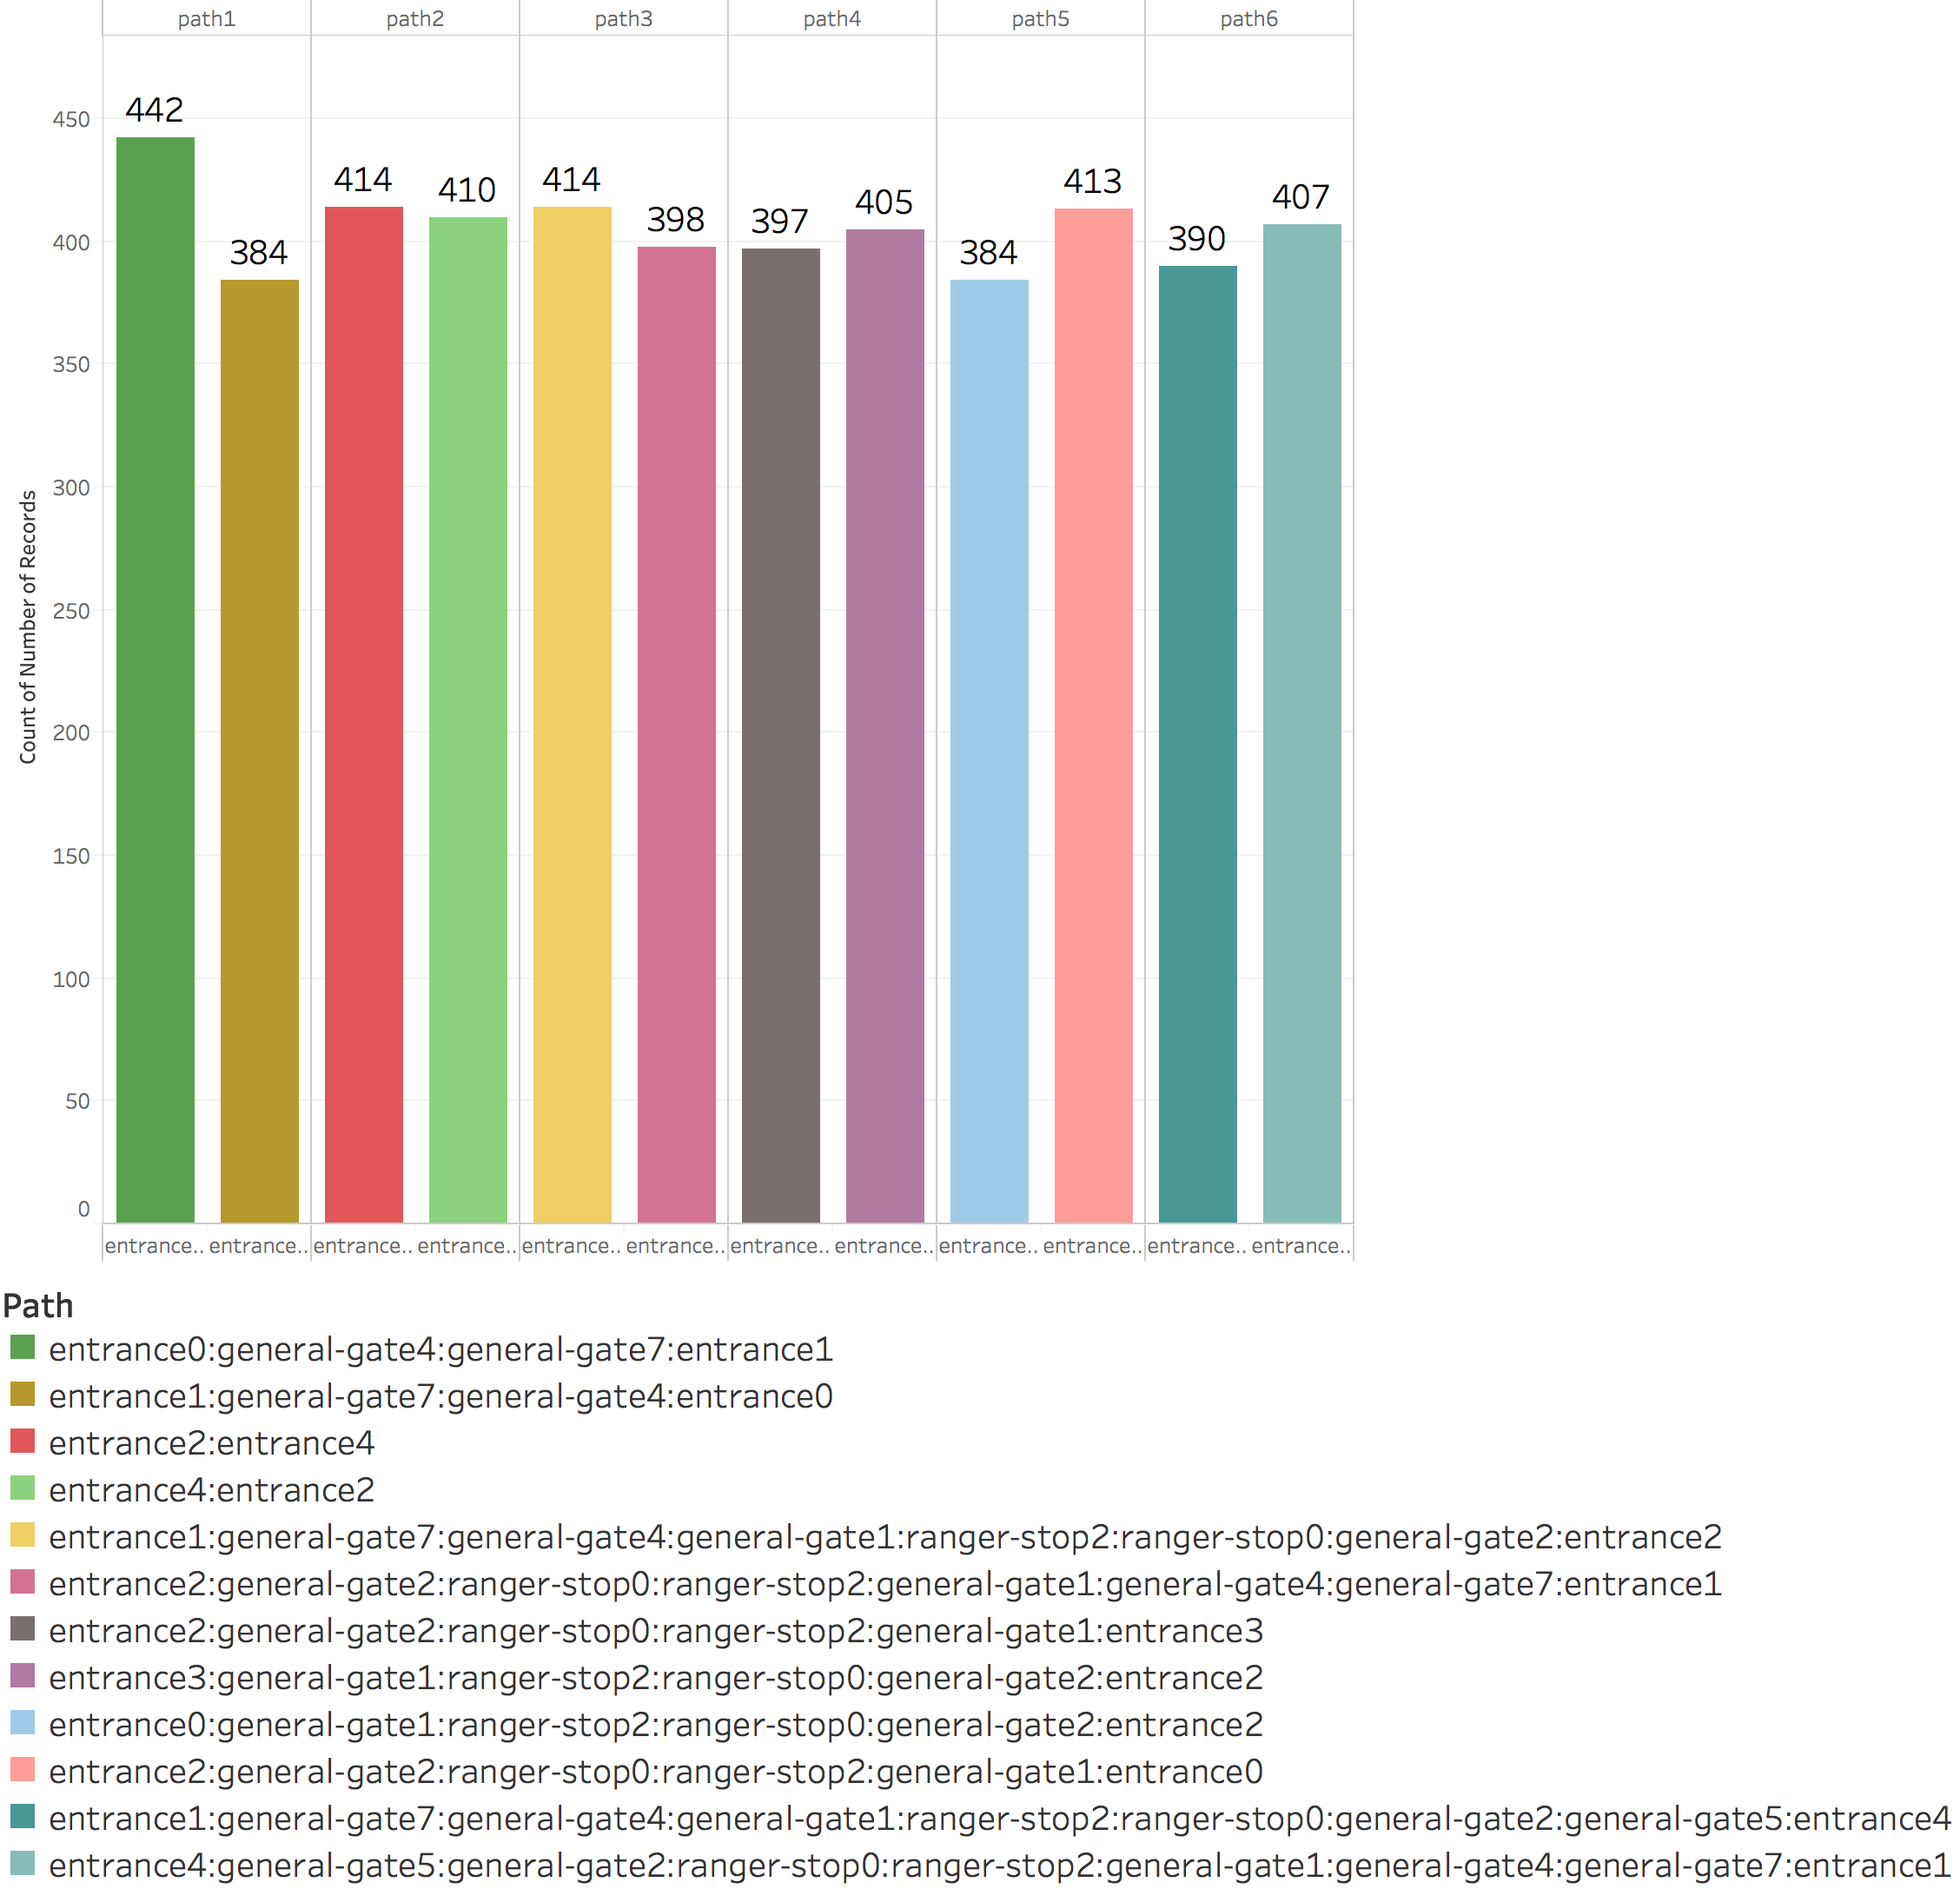 path1 path2 path3 path4 path5 path6
442 384 414 410 414 398 397 405 384 413 390 407
450
400
350
300
250
200
150
100
50
0
Count of Number of Records
entrance.. entrance.. entrance.. entrance.. entrance.. entrance.. entrance.. entrance.. entrance.. entrance.. entrance.. entrance..
Path
entrance0:general-gate4:general-gate7:entrance1
entrance1:general-gate7:general-gate4:entrance0
entrance2:entrance4
entrance4:entrance2
entrance1:general-gate7:general-gate4:general-gate1:ranger-stop2:ranger-stop0:general-gate2:entrance2
entrance2:general-gate2:ranger-stop0:ranger-stop2:general-gate1:general-gate4:general-gate7:entrance1
entrance2:general-gate2:ranger-stop0:ranger-stop2:general-gate1:entrance3
entrance3:general-gate1:ranger-stop2:ranger-stop0:general-gate2:entrance2
entrance0:general-gate1:ranger-stop2:ranger-stop0:general-gate2:entrance2
entrance2:general-gate2:ranger-stop0:ranger-stop2:general-gate1:entrance0
entrance1:general-gate7:general-gate4:general-gate1:ranger-stop2:ranger-stop0:general-gate2:general-gate5:entrance4
entrance4:general-gate5:general-gate2:ranger-stop0:ranger-stop2:general-gate1:general-gate4:general-gate7:entrance1